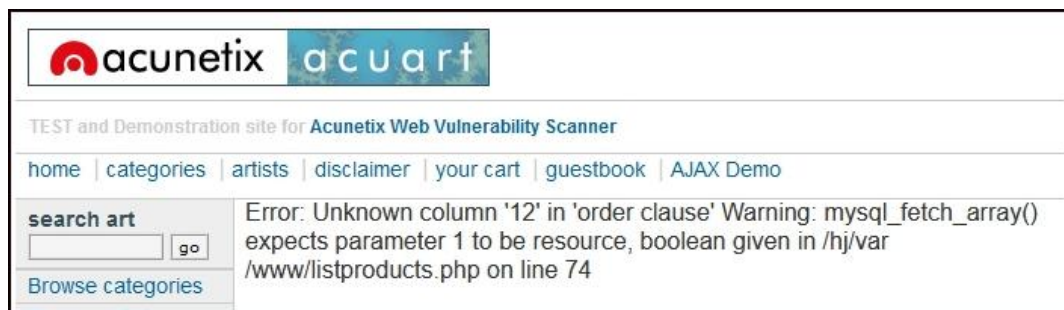 acunetix acuart
TEST and Demonstration site for Acunetix Web Vulnerability Scanner
home | categories | artists | disclaimer | your cart | guestbook | AJAX Demo
search art
go
Browse categories
Error: Unknown column '12' in 'order clause' Warning: mysql_fetch_array()
expects parameter 1 to be resource, boolean given in /hj/var
/www/listproducts.php on line 74